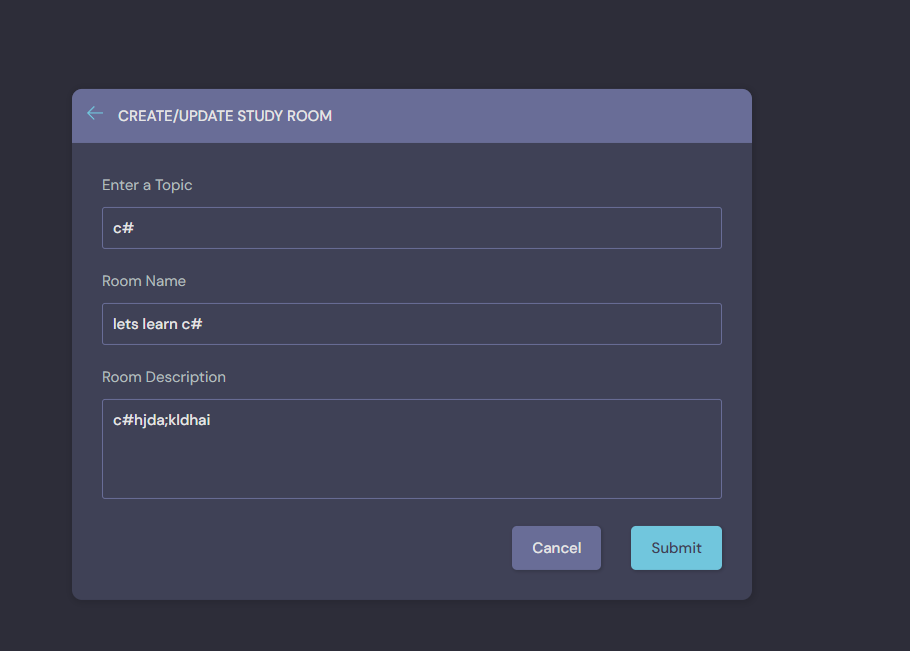 CREATE/UPDATE STUDY ROOM
Enter a Topic
c#
Room Name
lets learn c#
Room Description
c#hjda;kldhai
Cancel Submit